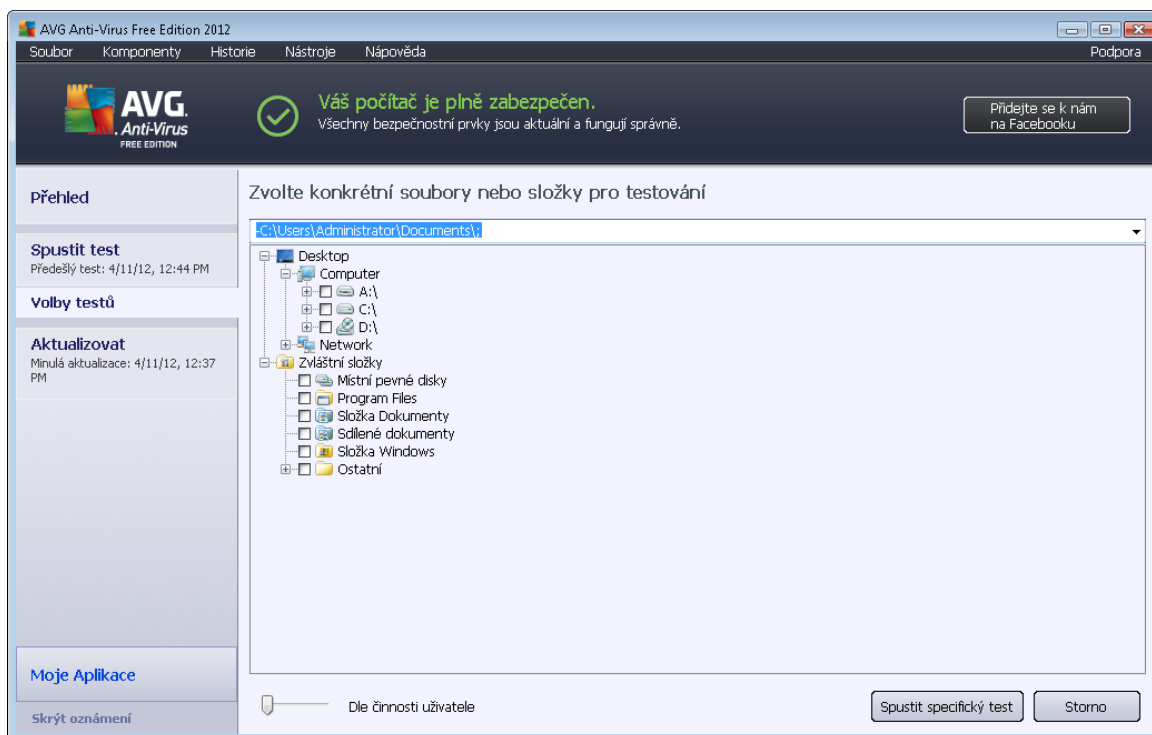 AVG Anti-Virus Free Edition 2012
Soubor Komponenty Historie Nástroje Nápověda Podpora
AVG.
Anti-Virus
FREE EDITION
Váš počítač je plně zabezpečen.
Všechny bezpečnostní prvky jsou aktuální a fungují správně.
Přidejte se k nám
na Facebooku
Přehled
Spustit test
Předešlý test: 4/11/12, 12:44 PM
Volby testů
Aktualizovat
Minulá aktualizace: 4/11/12, 12:37
PM
Moje Aplikace
Skrýt oznámení
Zvolte konkrétní soubory nebo složky pro testování
-C:\Users\Administrator\Documents\;
Desktop
Computer
A:\
C:\
D:\
Network
Zvláštní složky
Místní pevné disky
Program Files
Složka Dokumenty
Sdílené dokumenty
Složka Windows
Ostatní
Dle činnosti uživatele
Spustit specifický test
Storno